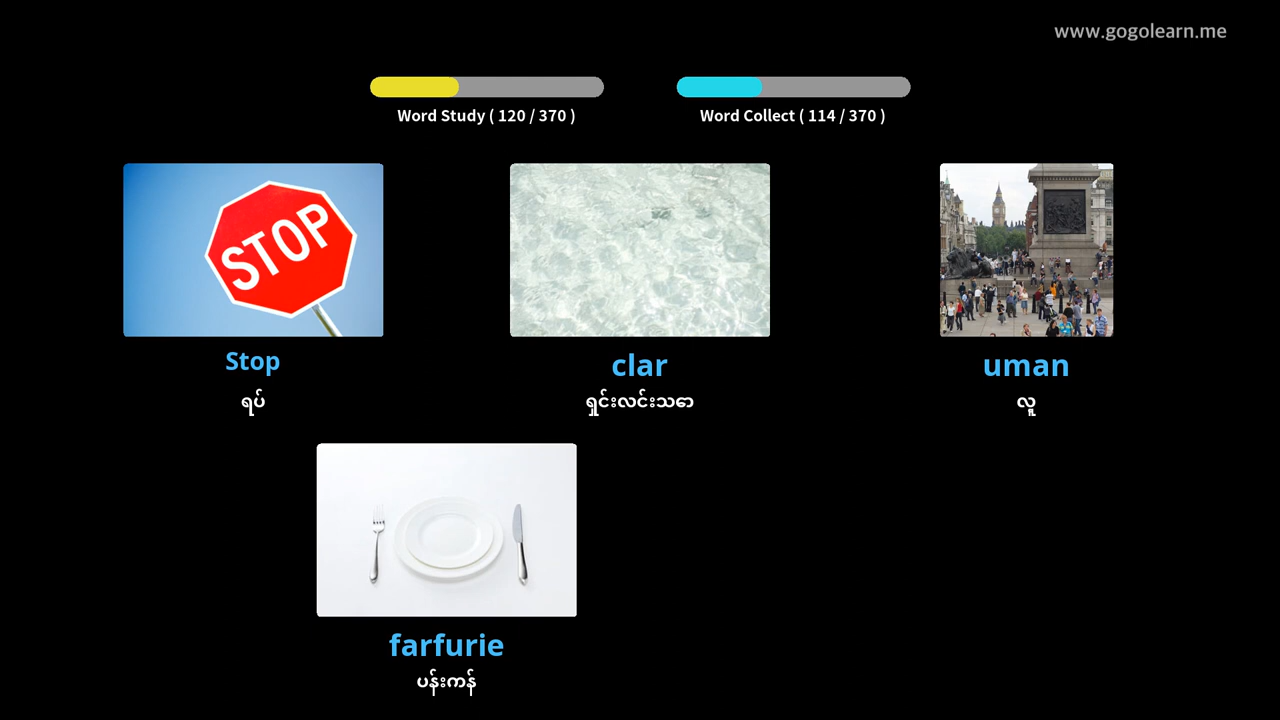 www.gogolearn.me
Word Study ( 120 / 370 )
Word Collect ( 114 / 370 )
STOP
Stop
ရပ်
clar
ရှင်းလင်းသော
uman
လူ
farfurie
ပန်းကန်